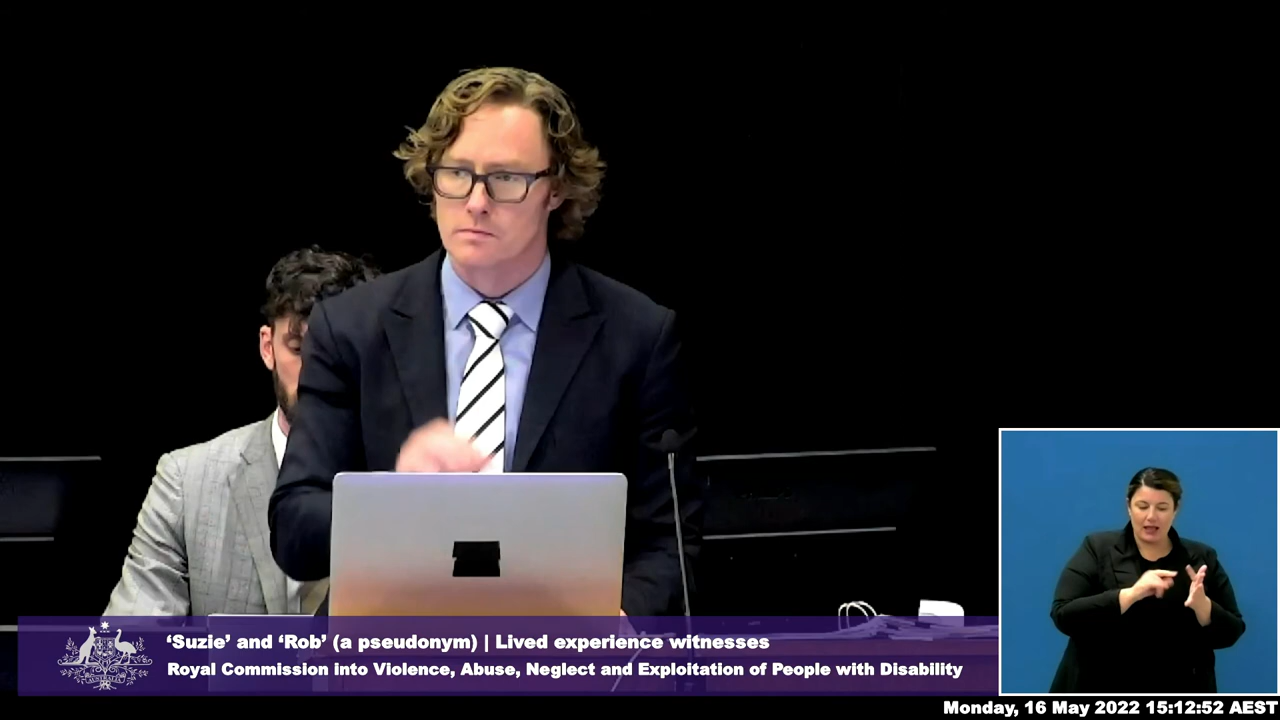 ‘Suzie’ and ‘Rob’ (a pseudonym) | Lived experience witnesses
Royal Commission into Violence, Abuse, Neglect and Exploitation of People with Disability
AUSTRALIA
Monday, 16 May 2022 15:12:52 AEST